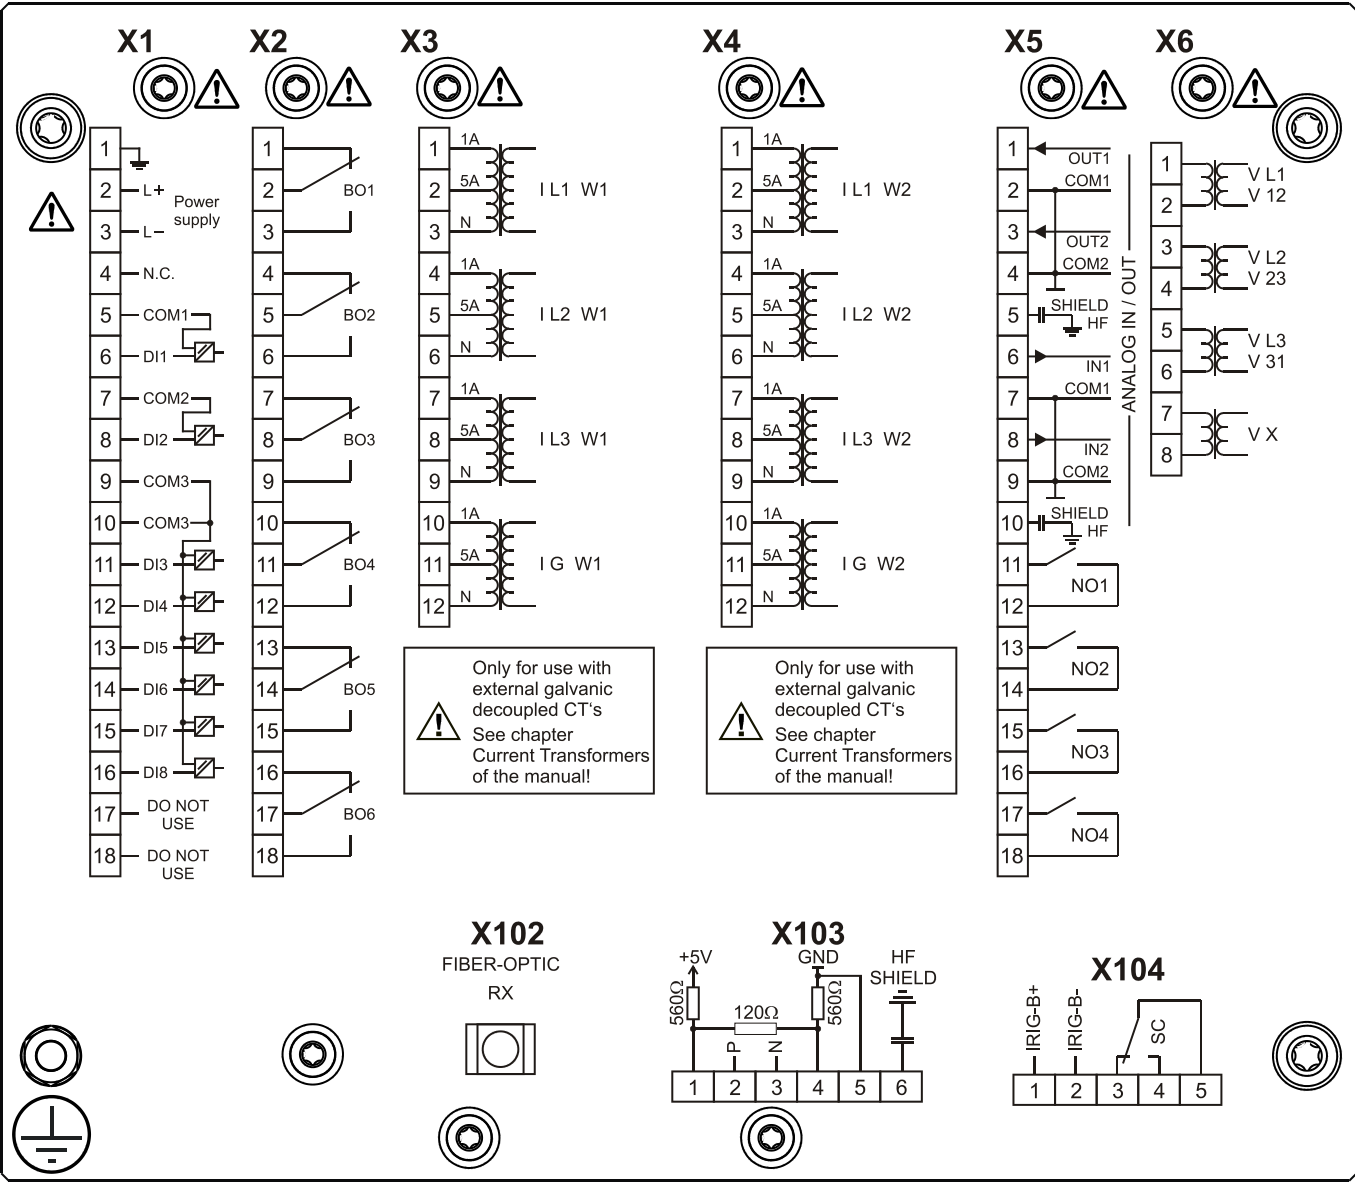 X1
X2
X3
X4
X5
X6
1
2 L+
Power
supply
3 L−
4 N.C.
5 COM1
6 DI1
7 COM2
8 DI2
9 COM3
10 COM3
11 DI3
12 DI4
13 DI5
14 DI6
15 DI7
16 DI8
17 DO NOT
USE
18 DO NOT
USE
1
2 BO1
3
4
5 BO2
6
7
8 BO3
9
10
11 BO4
12
13
14 BO5
15
16
17 BO6
18
1 1A
2 5A I L1 W1
3 N
4 1A
5 5A I L2 W1
6 N
7 1A
8 5A I L3 W1
9 N
10 1A
11 5A I G W1
12 N
Only for use with
external galvanic
decoupled CT‘s
See chapter
Current Transformers
of the manual!
1 1A
2 5A I L1 W2
3 N
4 1A
5 5A I L2 W2
6 N
7 1A
8 5A I L3 W2
9 N
10 1A
11 5A I G W2
12 N
Only for use with
external galvanic
decoupled CT‘s
See chapter
Current Transformers
of the manual!
1
OUT1
2 COM1
3
OUT2
4 COM2
5 SHIELD
HF
6
IN1
7 COM1
8
IN2
9 COM2
10 SHIELD
HF
ANALOG IN / OUT
11
NO1
12
13
NO2
14
15
NO3
16
17
NO4
18
1 V L1
2 V 12
3 V L2
4 V 23
5 V L3
6 V 31
7
V X
8
X102
FIBER-OPTIC
RX
X103
+5V
GND
HF
SHIELD
560Ω
120Ω
560Ω
P
N
1 2 3 4 5 6
X104
IRIG-B+
IRIG-B-
SC
1 2 3 4 5